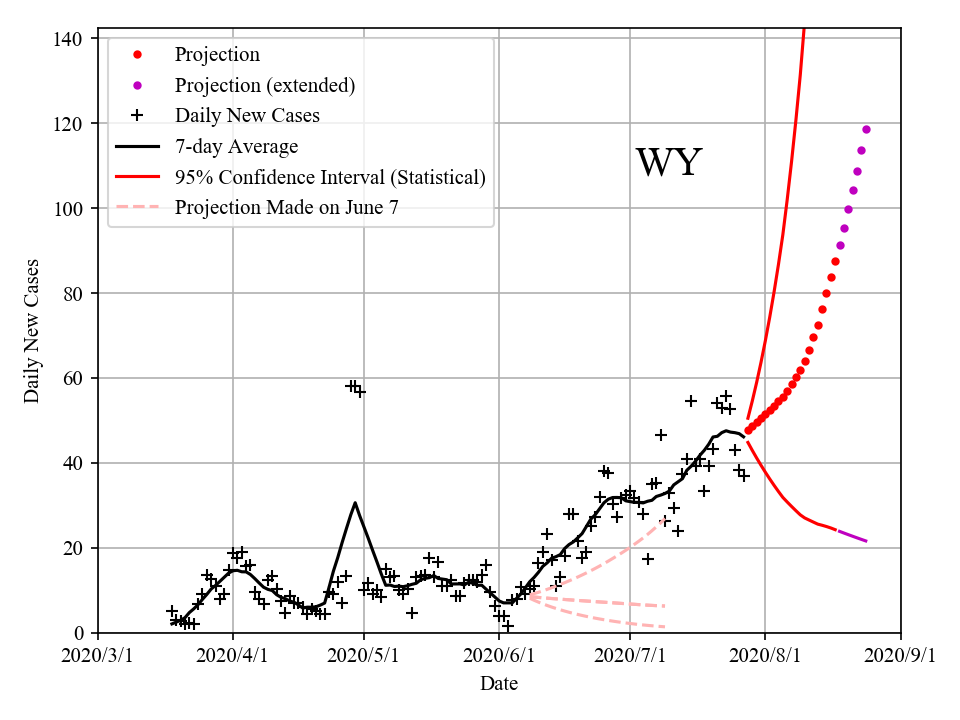 140
120
100
80
60
40
20
0
Daily New Cases
Projection
Projection (extended)
Daily New Cases
7-day Average
95% Confidence Interval (Statistical)
Projection Made on June 7
WY
2020/3/1 2020/4/1 2020/5/1 2020/6/1 2020/7/1 2020/8/1 2020/9/1
Date